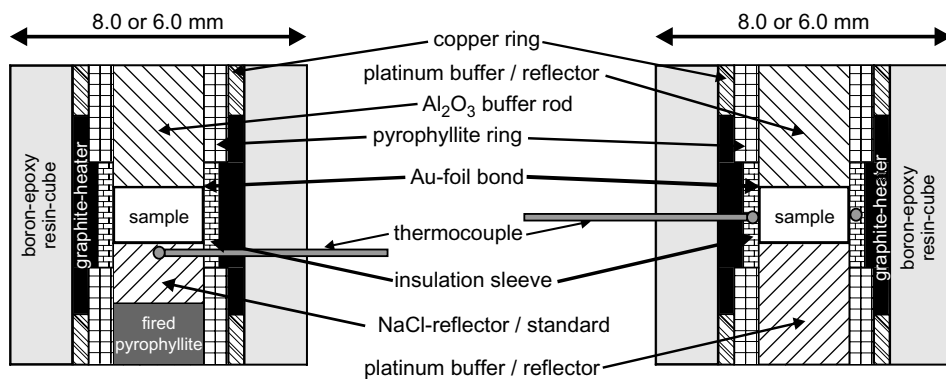 8.0 or 6.0 mm
8.0 or 6.0 mm
copper ring
platinum buffer / reflector
Al₂O₃ buffer rod
pyrophyllite ring
Au-foil bond
thermocouple
insulation sleeve
NaCl-reflector / standard
platinum buffer / reflector
boron-epoxy
resin-cube
graphite-heater
sample
fired
pyrophyllite
sample
graphite-heater
boron-epoxy
resin-cube